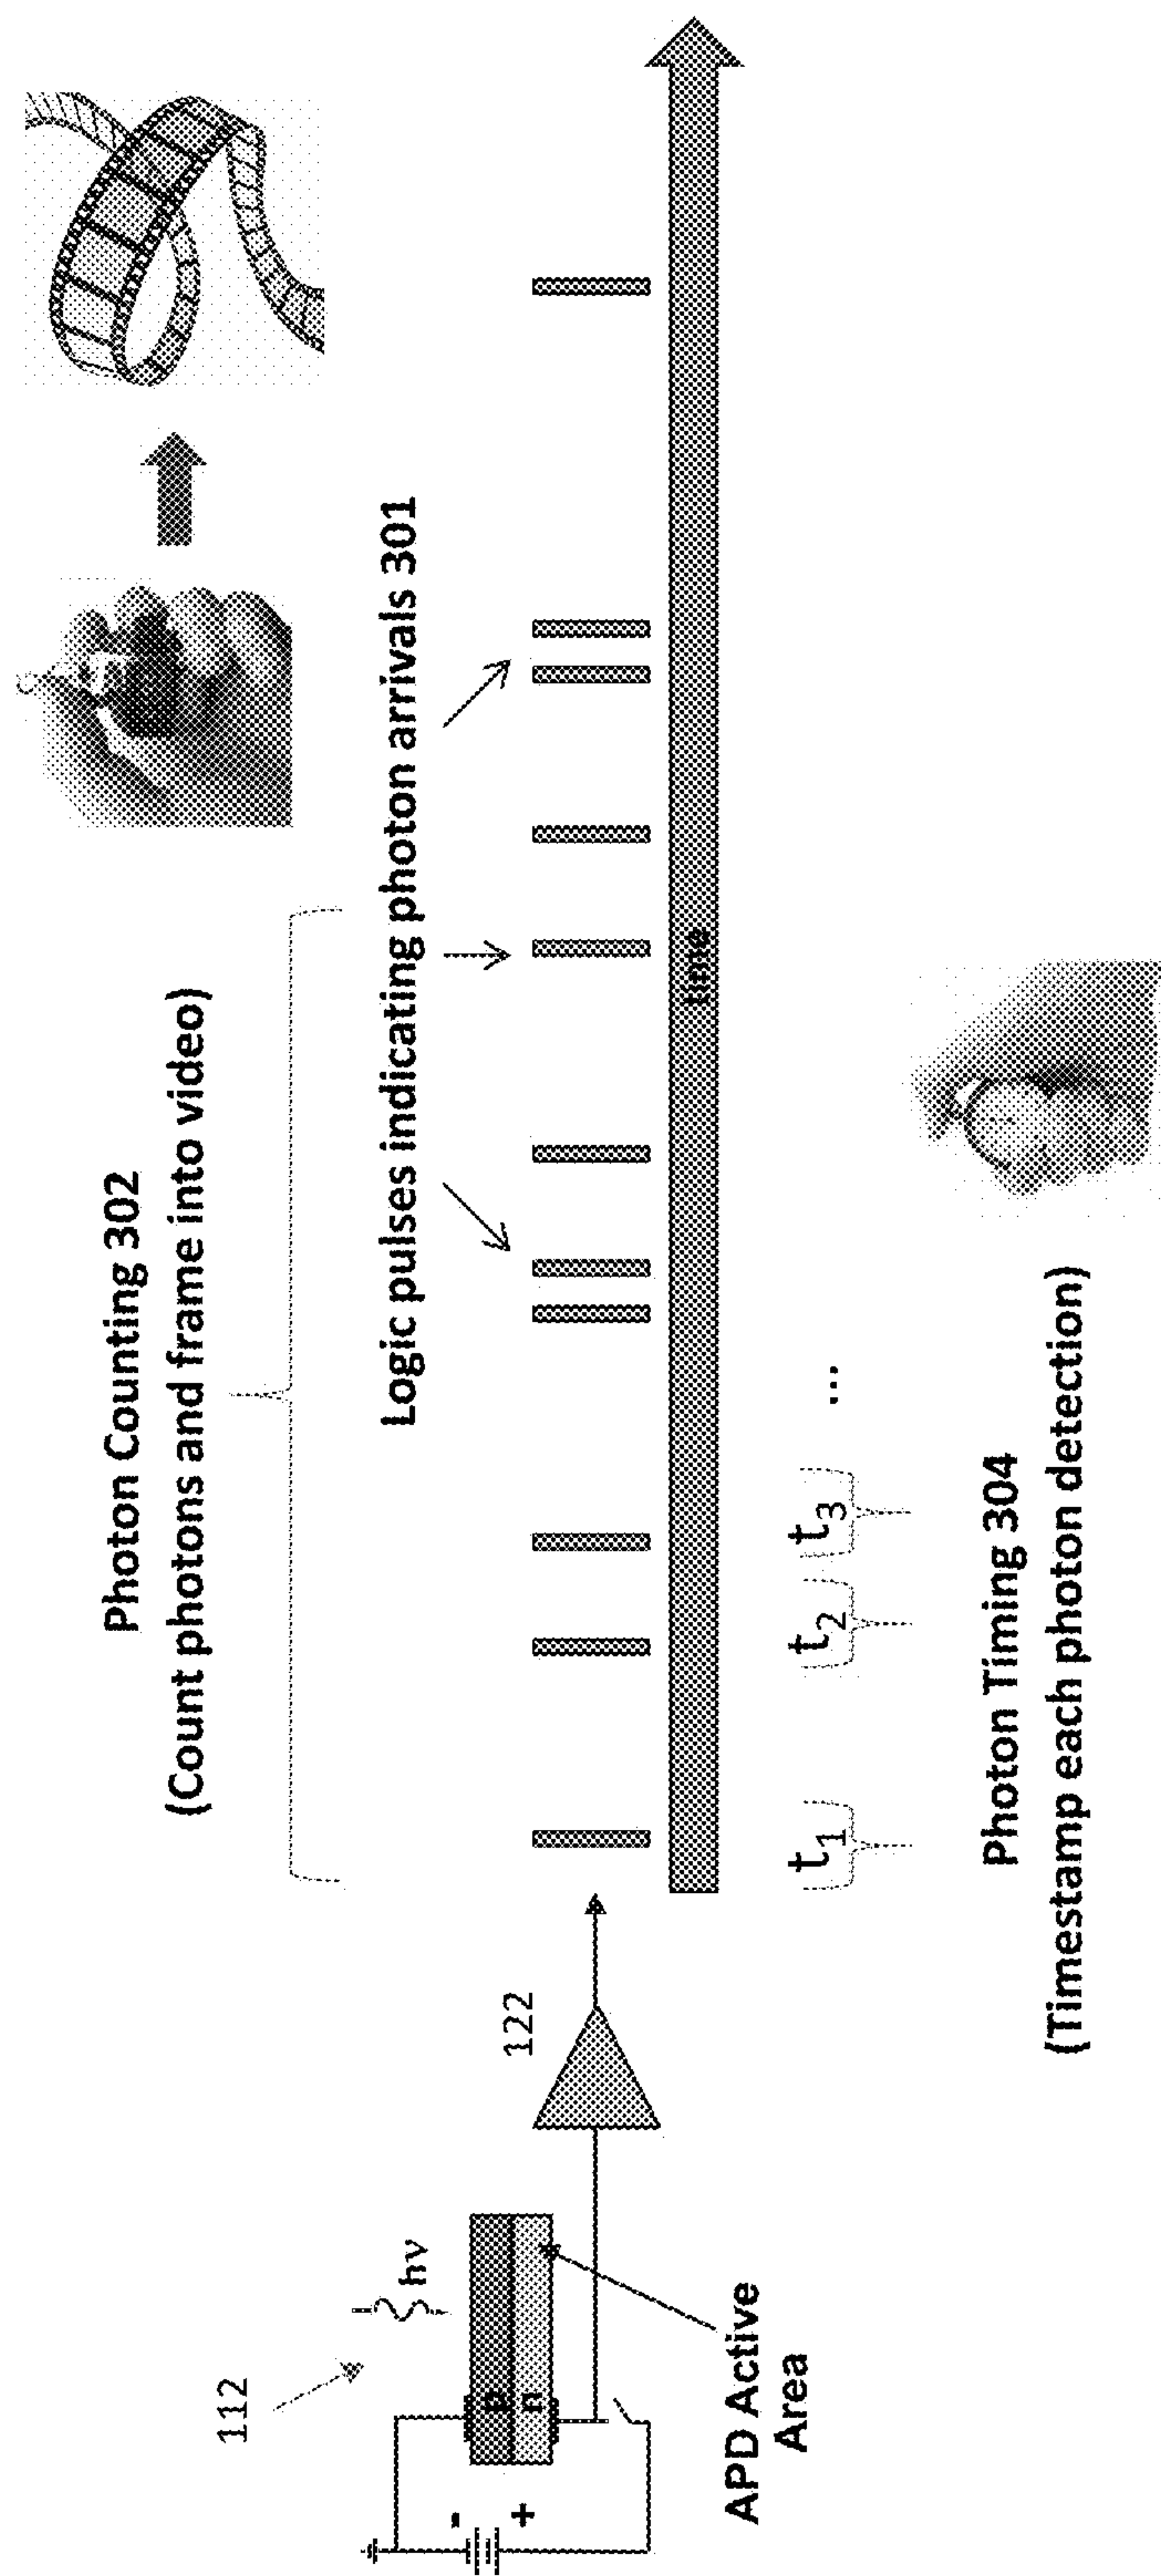 Photon Counting 302
(Count photons and frame into video)
Logic pulses indicating photon arrivals 301
112
hν
122
-
+
p
n
APD Active
Area
time
t1
t2
t3
...
Photon Timing 304
(Timestamp each photon detection)